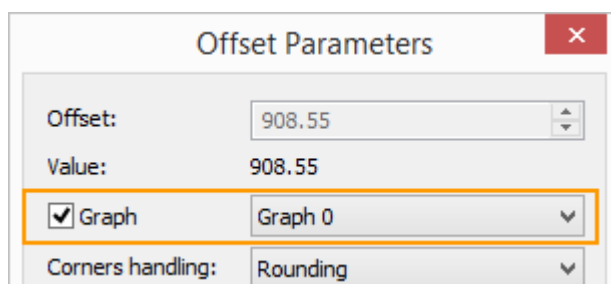 Offset Parameters
Offset: 908.55
Value: 908.55
Graph Graph 0
Corners handling: Rounding